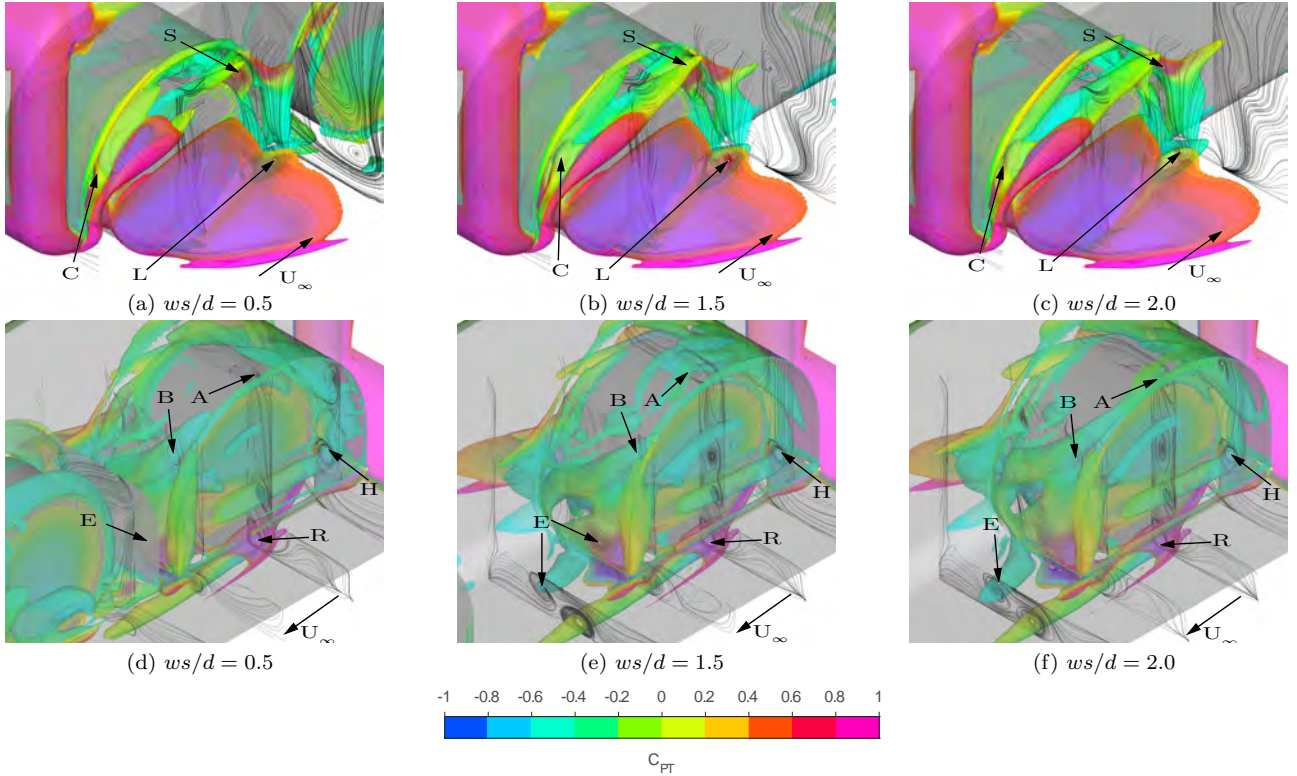 S
S
S
C
L
U∞
C
L
U∞
C
L
U∞
(a) ws/d = 0.5
(b) ws/d = 1.5
(c) ws/d = 2.0
B
A
E
H
R
U∞
B
A
E
H
R
U∞
B
A
E
H
R
U∞
(d) ws/d = 0.5
(e) ws/d = 1.5
(f) ws/d = 2.0
-1 -0.8 -0.6 -0.4 -0.2 0 0.2 0.4 0.6 0.8 1
C_PT